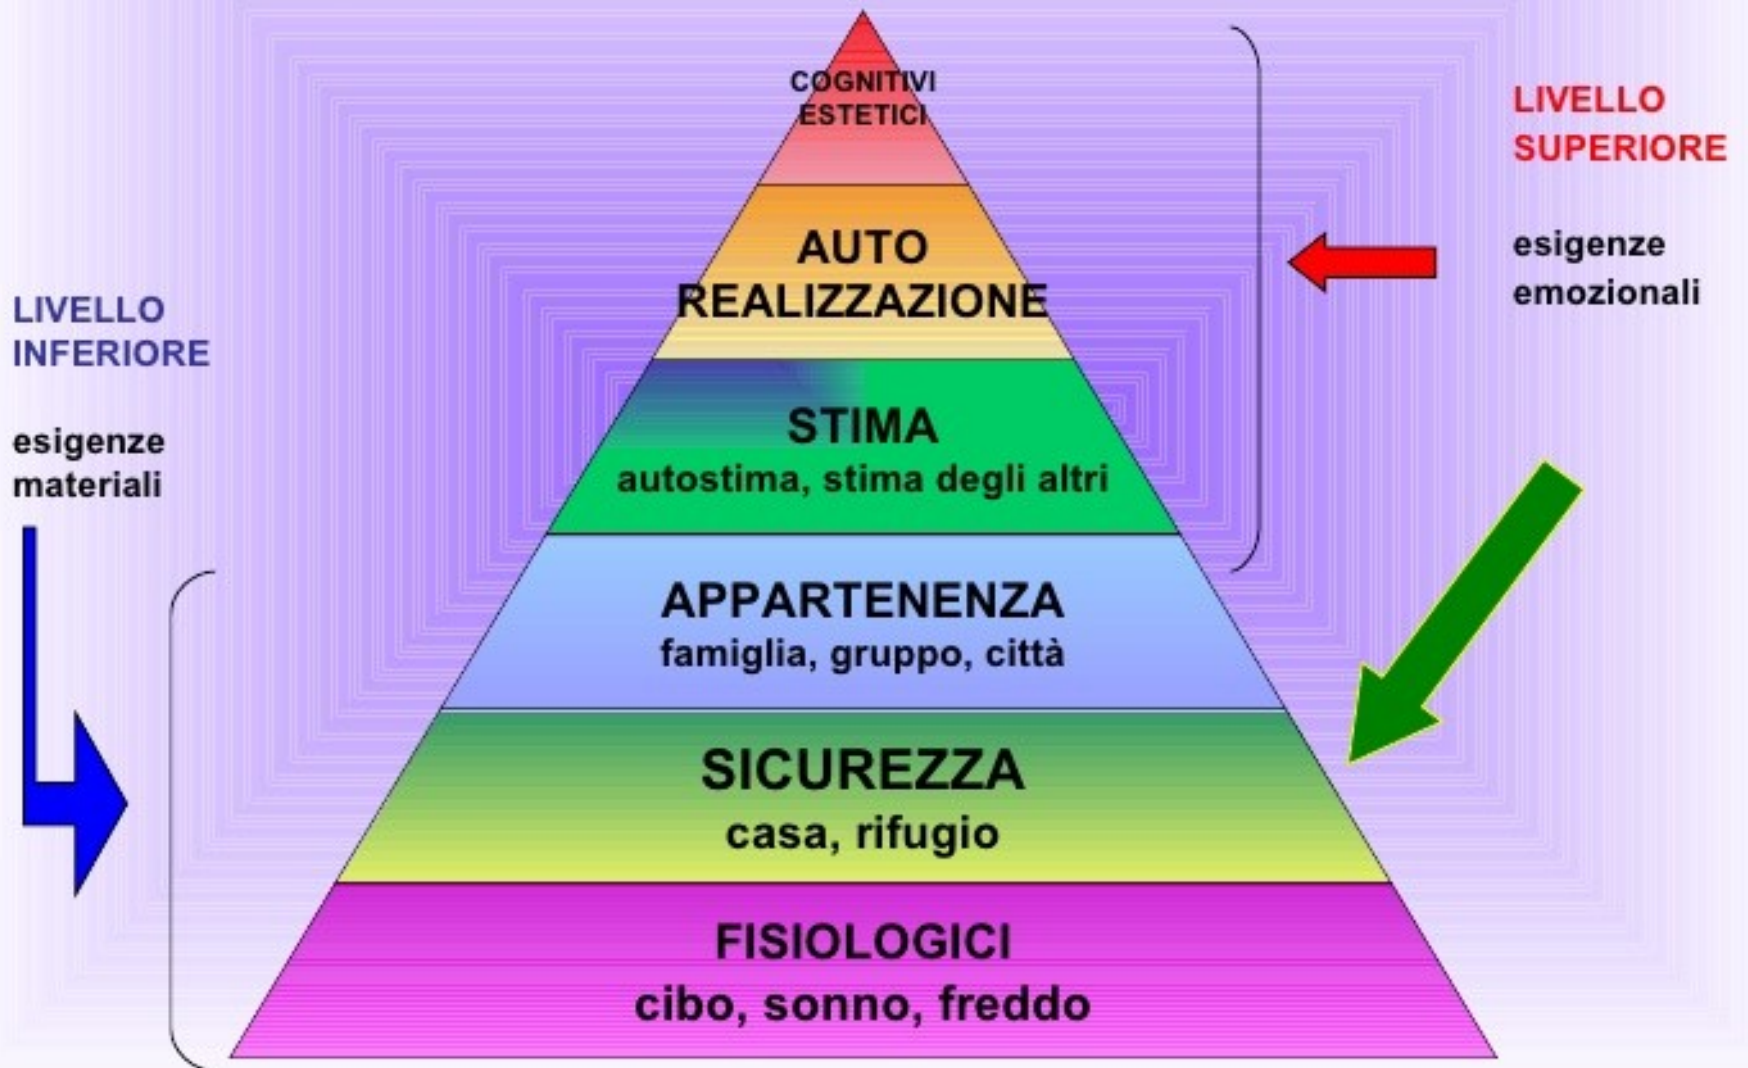 COGNITIVI
ESTETICI
AUTO
REALIZZAZIONE
STIMA
autostima, stima degli altri
APPARTENENZA
famiglia, gruppo, città
SICUREZZA
casa, rifugio
FISIOLOGICI
cibo, sonno, freddo
LIVELLO
INFERIORE
esigenze
materiali
LIVELLO
SUPERIORE
esigenze
emozionali